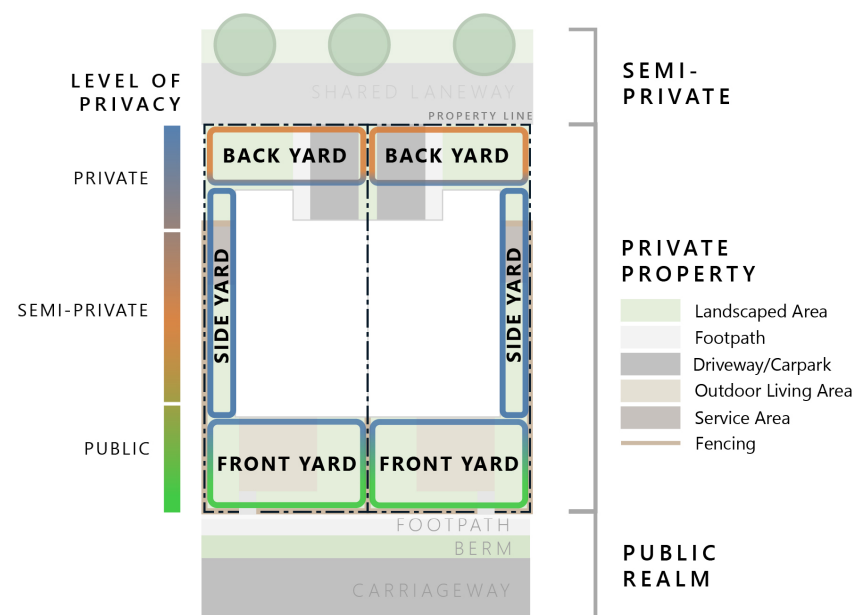 LEVEL OF
PRIVACY
PRIVATE
SEMI-PRIVATE
PUBLIC
SHARED LANEWAY
PROPERTY LINE
BACK YARD
BACK YARD
SIDE YARD
SIDE YARD
FRONT YARD
FRONT YARD
FOOTPATH
BERM
CARRIAGEWAY
SEMI-
PRIVATE
PRIVATE
PROPERTY
Landscaped Area
Footpath
Driveway/Carpark
Outdoor Living Area
Service Area
Fencing
PUBLIC
REALM